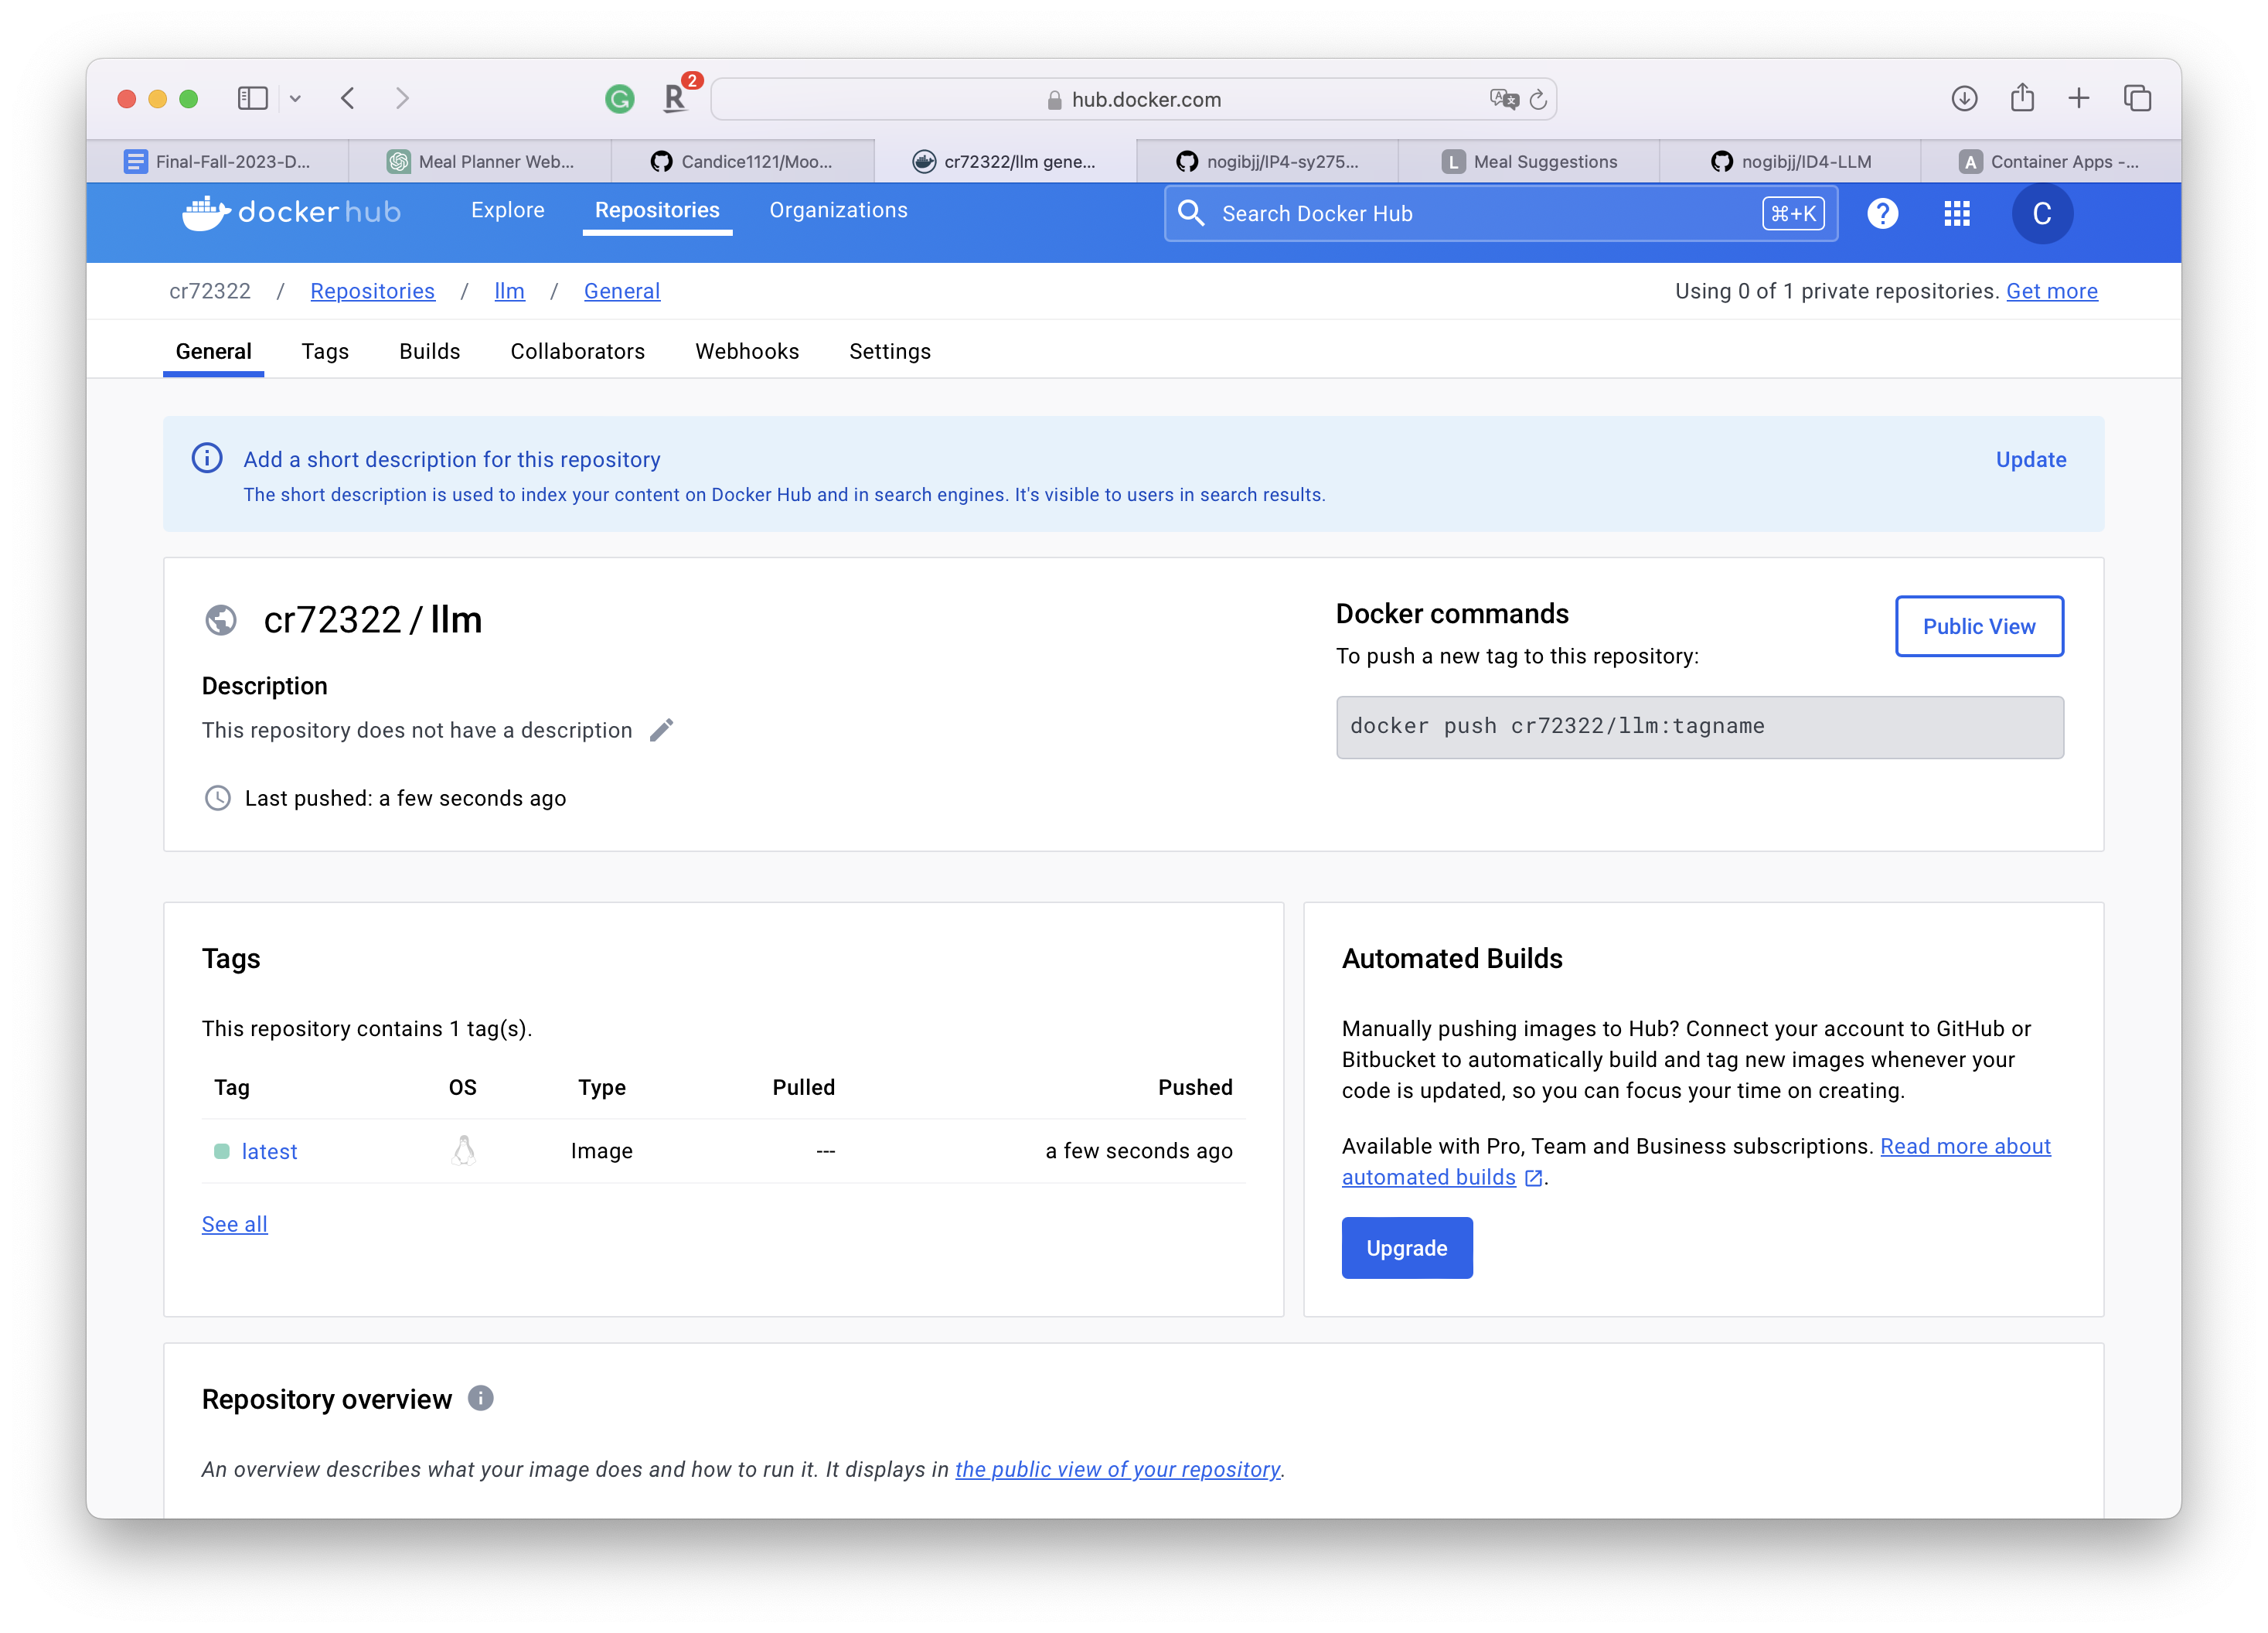 2
hub.docker.com
Final-Fall-2023-D...
Meal Planner Web...
Candice1121/Moo...
cr72322/llm gene...
nogibjj/IP4-sy275...
L Meal Suggestions
nogibjj/ID4-LLM
A Container Apps -...
docker hub
Explore
Repositories
Organizations
Search Docker Hub
⌘+K
?
C
cr72322 / Repositories / llm / General
Using 0 of 1 private repositories. Get more
General
Tags
Builds
Collaborators
Webhooks
Settings
Add a short description for this repository
Update
The short description is used to index your content on Docker Hub and in search engines. It's visible to users in search results.
cr72322 / llm
Description
This repository does not have a description
Last pushed: a few seconds ago
Docker commands
To push a new tag to this repository:
Public View
docker push cr72322/llm:tagname
Tags
This repository contains 1 tag(s).
Tag OS Type Pulled Pushed
latest Image --- a few seconds ago
See all
Automated Builds
Manually pushing images to Hub? Connect your account to GitHub or
Bitbucket to automatically build and tag new images whenever your
code is updated, so you can focus your time on creating.
Available with Pro, Team and Business subscriptions. Read more about
automated builds.
Upgrade
Repository overview
An overview describes what your image does and how to run it. It displays in the public view of your repository.